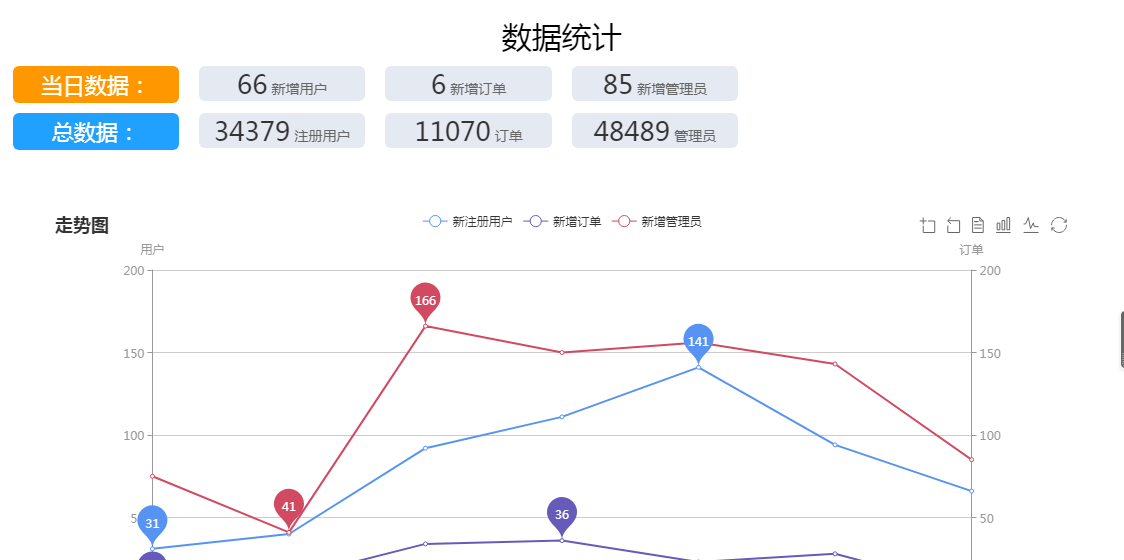 数据统计
当日数据： 66 新增用户 6 新增订单 85 新增管理员
总数据： 34379 注册用户 11070 订单 48489 管理员
走势图 新注册用户 新增订单 新增管理员
用户 订单
200 200
166
141
150 150
100 100
41 36
31 50